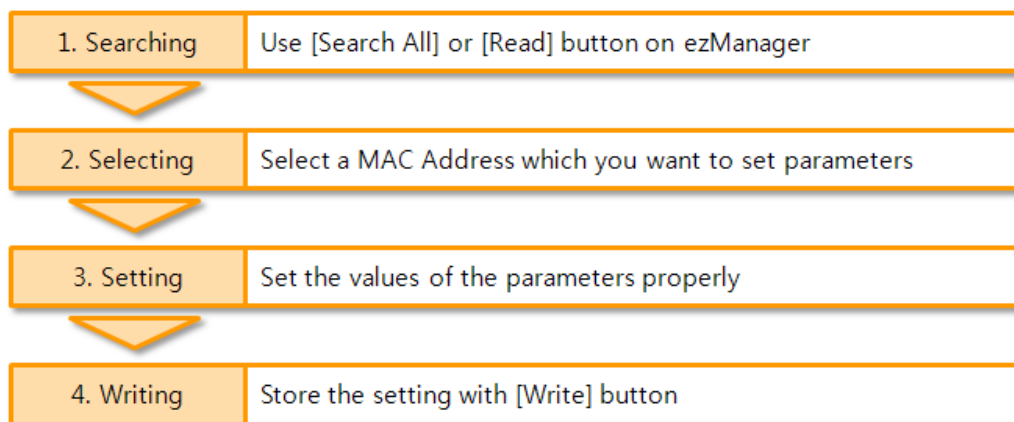 1. Searching Use [Search All] or [Read] button on ezManager
2. Selecting Select a MAC Address which you want to set parameters
3. Setting Set the values of the parameters properly
4. Writing Store the setting with [Write] button